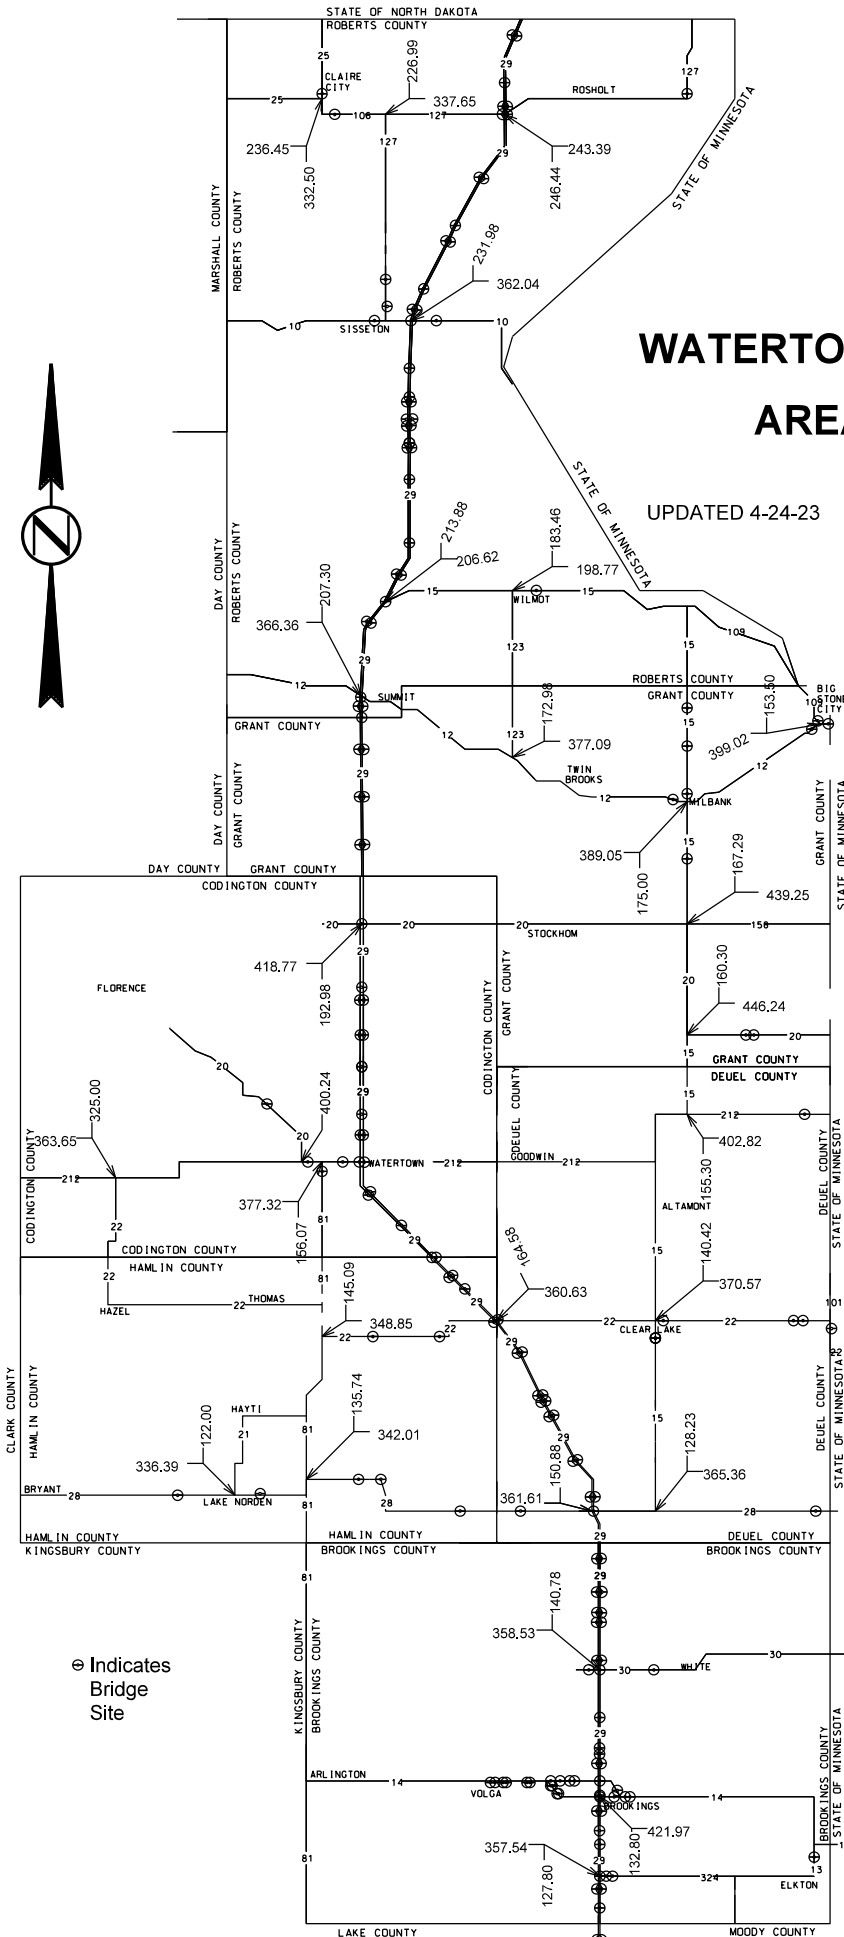 STATE OF NORTH DAKOTA
ROBERTS COUNTY
29
25
226.99
CLAIRE
CITY
127
ROSHOLT
25
337.65
106
127
127
236.45
332.50
29
243.39
246.44
STATE OF MINNESOTA
MARSHALL COUNTY
ROBERTS COUNTY
231.98
362.04
10
SISSETON
10
WATERTO
AREA
UPDATED 4-24-23
STATE OF MINNESOTA
STATE OF MINNESOTA
29
N
DAY COUNTY
ROBERTS COUNTY
213.88
206.62
183.46
198.77
15
WILMOT
15
207.30
366.36
109
123
15
29
12
SUMMIT
ROBERTS COUNTY
GRANT COUNTY
BIG
STONE
CITY
109
153.50
399.02
GRANT COUNTY
12
172.98
377.09
123
15
29
TWIN
BROOKS
12
12
MILBANK
DAY COUNTY
GRANT COUNTY
GRANT COUNTY
STATE OF MINNESOTA
389.05
175.00
15
167.29
439.25
DAY COUNTY
GRANT COUNTY
CODINGTON COUNTY
20
20
20
STOCKHOM
158
418.77
192.98
29
FLORENCE
20
160.30
446.24
CODINGTON COUNTY
GRANT COUNTY
20
15
GRANT COUNTY
DEUEL COUNTY
20
29
15
325.00
363.65
400.24
DEUEL COUNTY
212
402.82
155.30
20
WATERTOWN
212
GOODWIN
212
212
CODINGTON COUNTY
377.32
156.07
81
ALTAMONT
DEUEL COUNTY
STATE OF MINNESOTA
22
29
15
140.42
370.57
CODINGTON COUNTY
HAMLIN COUNTY
164.58
360.63
22
81
HAZEL
22
THOMAS
145.09
348.85
29
101
22
22
22
CLEAR LAKE
22
22
29
CLARK COUNTY
HAMLIN COUNTY
135.74
342.01
HAYTI
81
21
122.00
336.39
29
15
128.23
365.36
DEUEL COUNTY
STATE OF MINNESOTA
150.88
361.61
BRYANT
28
LAKE NORDEN
81
28
28
HAMLIN COUNTY
KINGSBURY COUNTY
HAMLIN COUNTY
BROOKINGS COUNTY
29
DEUEL COUNTY
BROOKINGS COUNTY
81
29
140.78
358.53
30
WHITE
30
Indicates
Bridge
Site
KINGSBURY COUNTY
BROOKINGS COUNTY
29
ARLINGTON
14
VOLGA
BROOKINGS
14
BROOKINGS COUNTY
STATE OF MINNESOTA
421.97
132.80
357.54
127.80
81
29
324
13
ELKTON
LAKE COUNTY
MOODY COUNTY